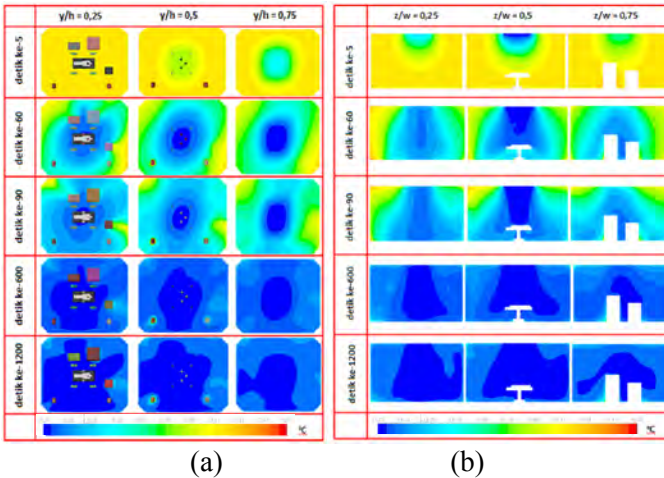 y/h = 0,25 y/h = 0,5 y/h = 0,75
detik ke-5
detik ke-60
detik ke-90
detik ke-600
detik ke-1200
°C
(a)
z/w = 0,25 z/w = 0,5 z/w = 0,75
detik ke-5
detik ke-60
detik ke-90
detik ke-600
detik ke-1200
°C
(b)